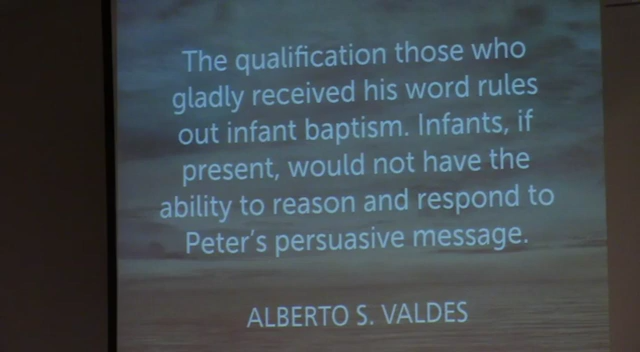 The qualification those who
gladly received his word rules
out infant baptism. Infants, if
present, would not have the
ability to reason and respond to
Peter's persuasive message.
ALBERTO S. VALDES